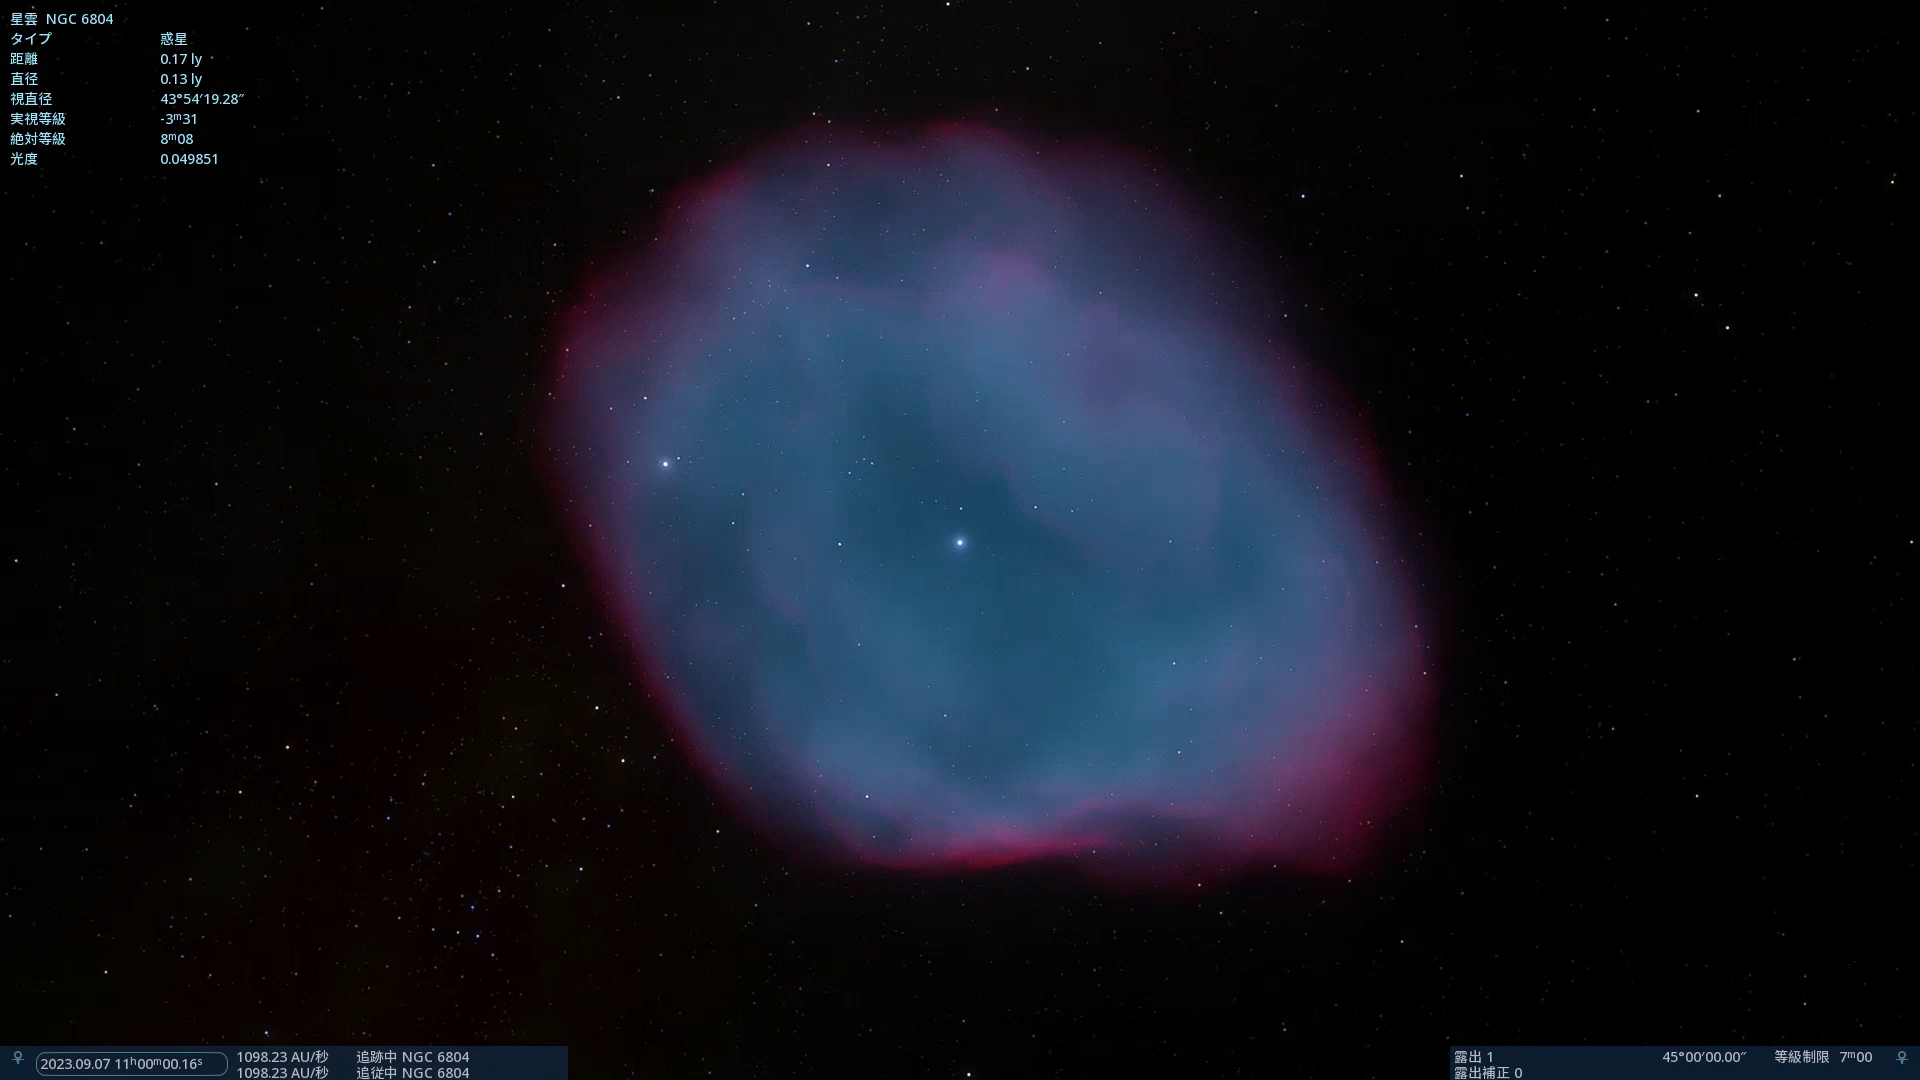 星雲 NGC 6804
タイプ 惑星
距離 0.17 ly
直径 0.13 ly
視直径 43°54′19.28″
実視等級 -3ᵐ31
絶対等級 8ᵐ08
光度 0.049851
2023.09.07 11ʰ00ᵐ00.16ˢ
1098.23 AU/秒 追跡中 NGC 6804
1098.23 AU/秒 追従中 NGC 6804
露出 1 45°00′00.00″ 等級制限 7ᵐ00
露出補正 0